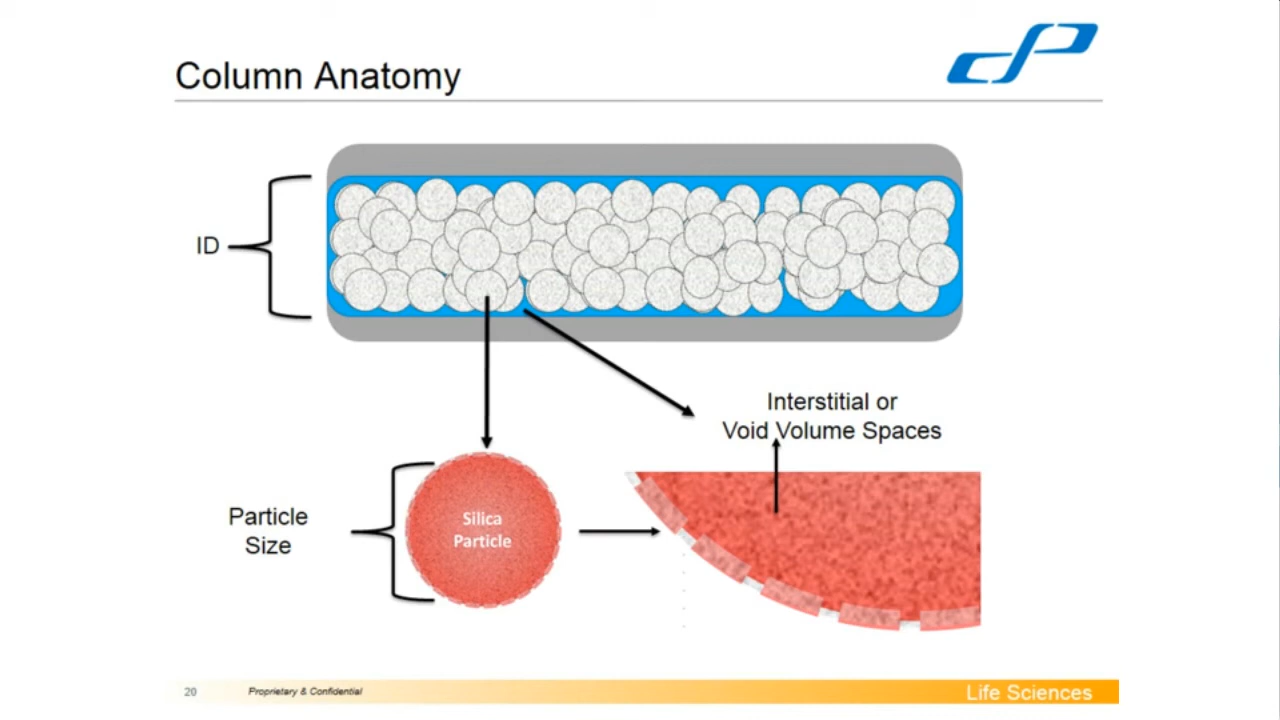 Column Anatomy
ID
Interstitial or
Void Volume Spaces
Particle
Size
Silica
Particle
20
Proprietary & Confidential
Life Sciences